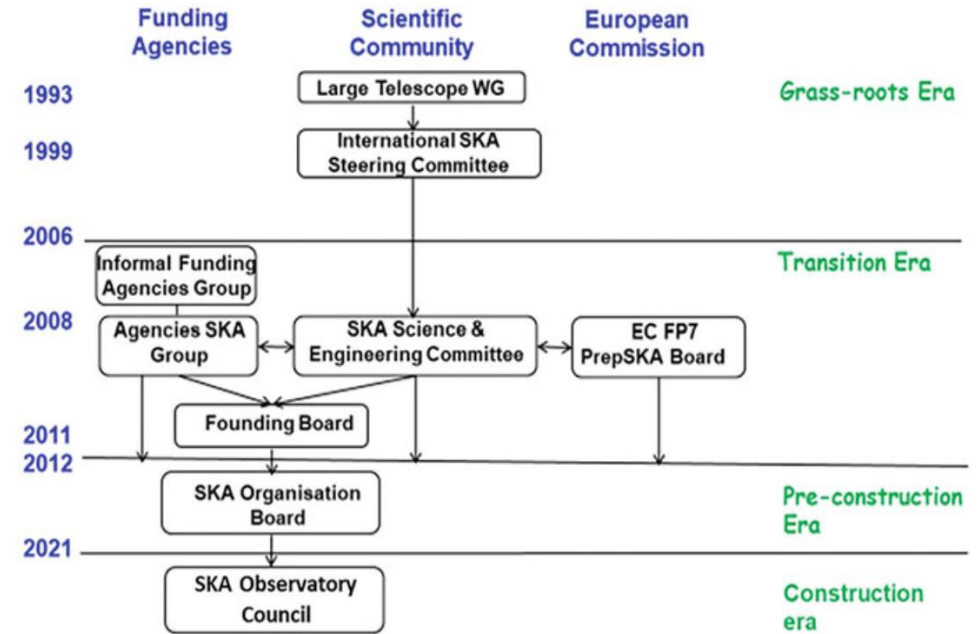 Funding
Agencies
Scientific
Community
European
Commission
1993
Large Telescope WG
Grass-roots Era
1999
International SKA
Steering Committee
2006
Informal Funding
Agencies Group
Transition Era
2008
Agencies SKA
Group
SKA Science &
Engineering Committee
EC FP7
PrepSKA Board
2011
Founding Board
2012
SKA Organisation
Board
Pre-construction
Era
2021
SKA Observatory
Council
Construction
era